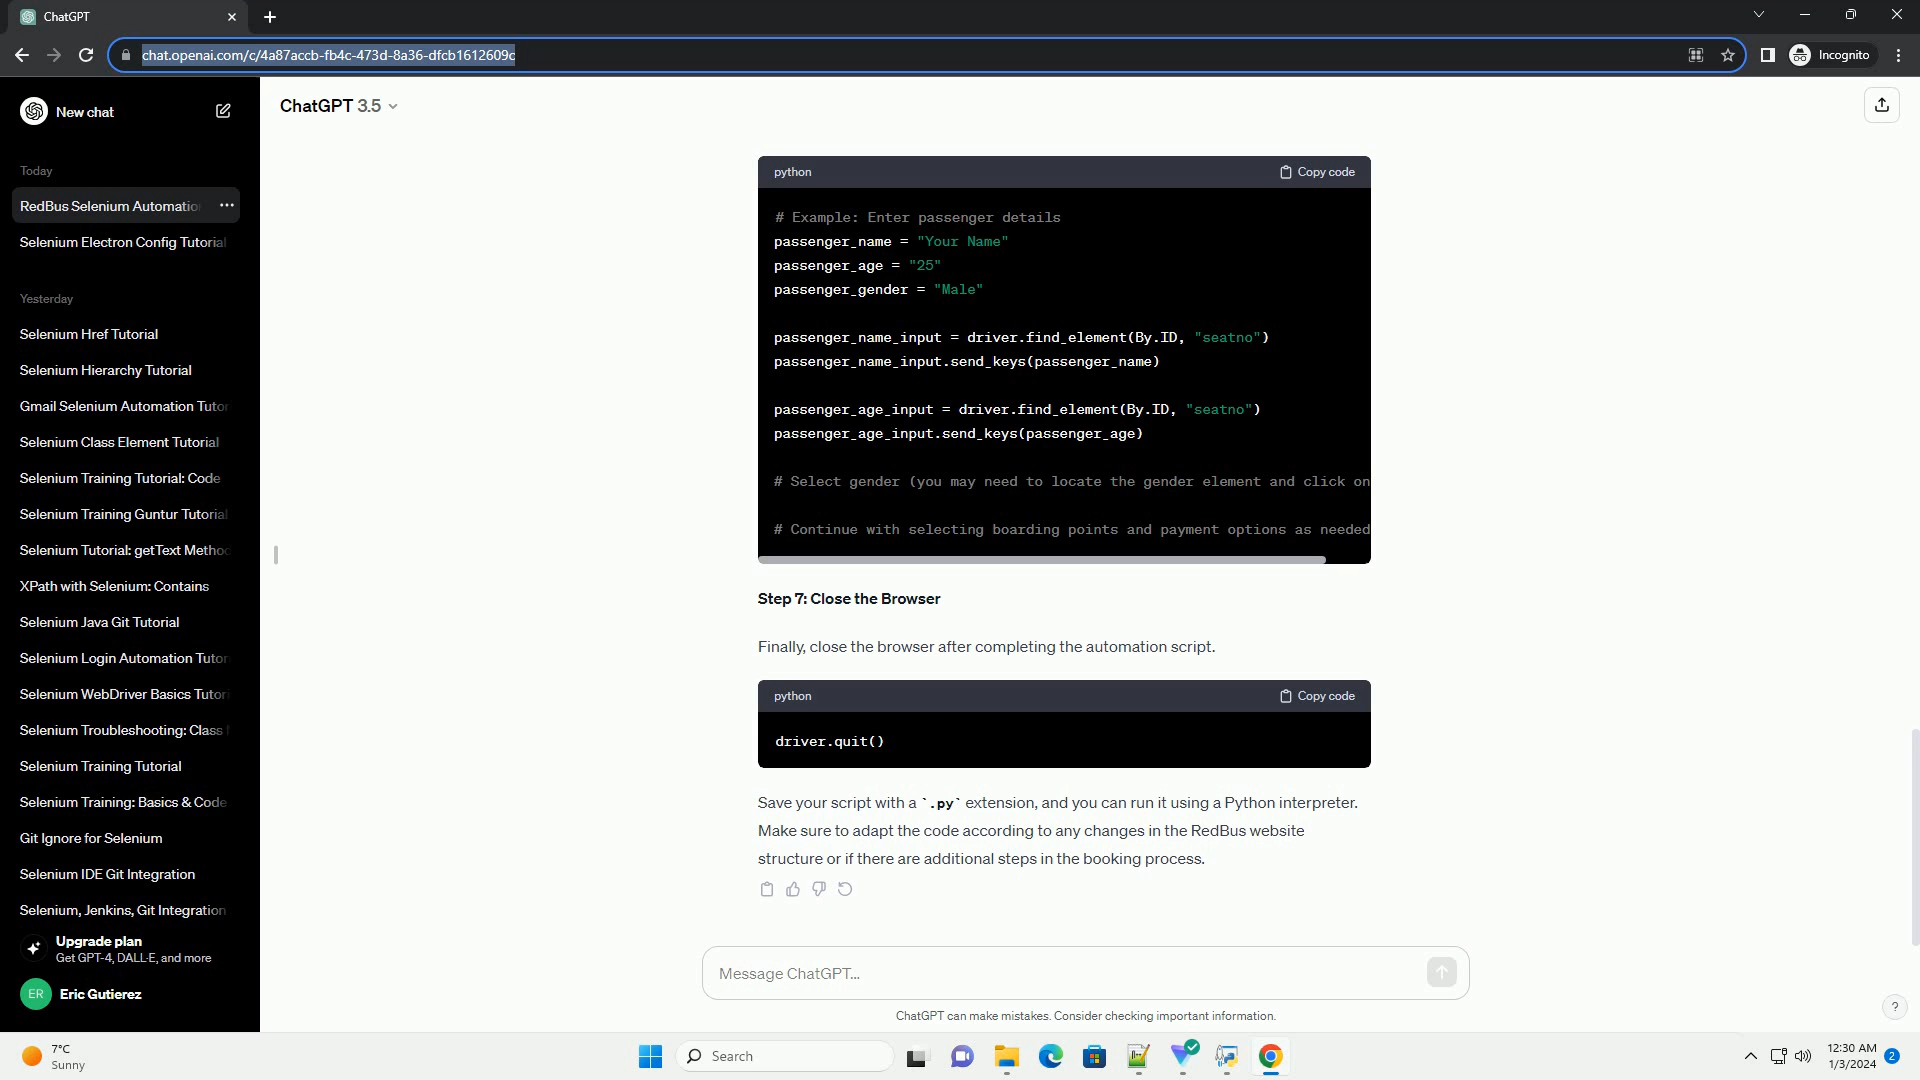 ChatGPT
chat.openai.com/c/4a87accb-fb4c-473d-8a36-dfcb1612609c
Incognito
New chat
ChatGPT 3.5
Today
RedBus Selenium Automatio
Selenium Electron Config Tutorial
Yesterday
Selenium Href Tutorial
Selenium Hierarchy Tutorial
Gmail Selenium Automation Tutor
Selenium Class Element Tutorial
Selenium Training Tutorial: Code
Selenium Training Guntur Tutorial
Selenium Tutorial: getText Method
XPath with Selenium: Contains
Selenium Java Git Tutorial
Selenium Login Automation Tutor
Selenium WebDriver Basics Tutori
Selenium Troubleshooting: Class
Selenium Training Tutorial
Selenium Training: Basics & Code
Git Ignore for Selenium
Selenium IDE Git Integration
Selenium, Jenkins, Git Integration
Upgrade plan
Get GPT-4, DALL·E, and more
ER
Eric Gutierez
python
Copy code
# Example: Enter passenger details
passenger_name = "Your Name"
passenger_age = "25"
passenger_gender = "Male"
passenger_name_input = driver.find_element(By.ID, "seatno")
passenger_name_input.send_keys(passenger_name)
passenger_age_input = driver.find_element(By.ID, "seatno")
passenger_age_input.send_keys(passenger_age)
# Select gender (you may need to locate the gender element and click on
# Continue with selecting boarding points and payment options as needed
Step 7: Close the Browser
Finally, close the browser after completing the automation script.
python
Copy code
driver.quit()
Save your script with a `.py` extension, and you can run it using a Python interpreter.
Make sure to adapt the code according to any changes in the RedBus website
structure or if there are additional steps in the booking process.
Message ChatGPT...
ChatGPT can make mistakes. Consider checking important information.
?
7°C
Sunny
Search
12:30 AM
1/3/2024
2